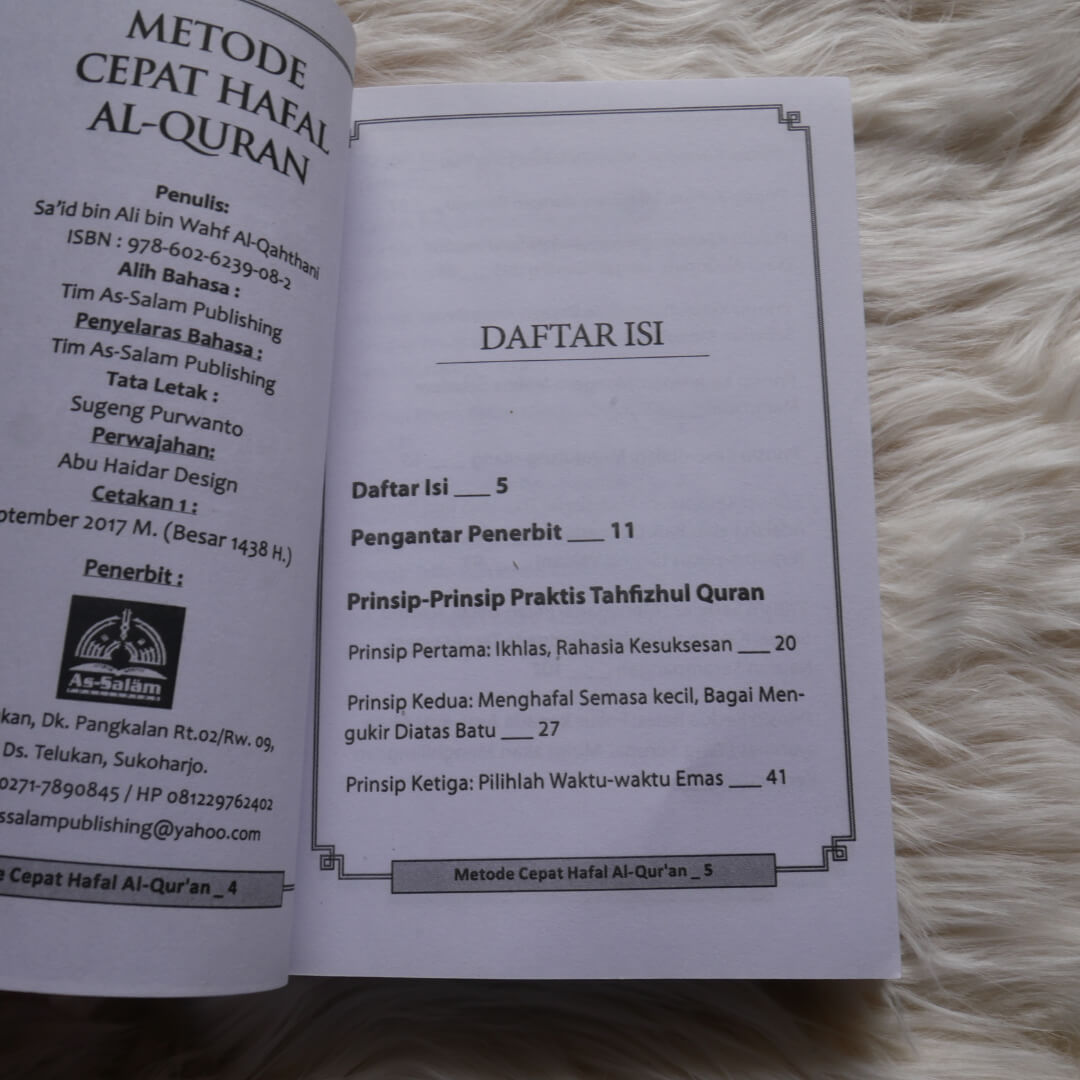 METODE
CEPAT HAFAL
AL-QURAN
Penulis:
Sa'id bin Ali bin Wahf Al-Qahthani
ISBN : 978-602-6239-08-2
Alih Bahasa :
Tim As-Salam Publishing
Penyelaras Bahasa :
Tim As-Salam Publishing
Tata Letak :
Sugeng Purwanto
Perwajahan:
Abu Haidar Design
Cetakan 1 :
ptember 2017 M. (Besar 1438 H.)
Penerbit :
As-Salām
kan, Dk. Pangkalan Rt.02/Rw. 09,
Ds. Telukan, Sukoharjo.
0271-7890845 / HP 081229762402
ssalampublishing@yahoo.com
e Cepat Hafal Al-Qur'an _ 4
DAFTAR ISI
Daftar Isi ___ 5
Pengantar Penerbit ___ 11
Prinsip-Prinsip Praktis Tahfizhul Quran
Prinsip Pertama: Ikhlas, Rahasia Kesuksesan ___ 20
Prinsip Kedua: Menghafal Semasa kecil, Bagai Men-
gukir Diatas Batu ___ 27
Prinsip Ketiga: Pilihlah Waktu-waktu Emas ___ 41
Metode Cepat Hafal Al-Qur'an _ 5